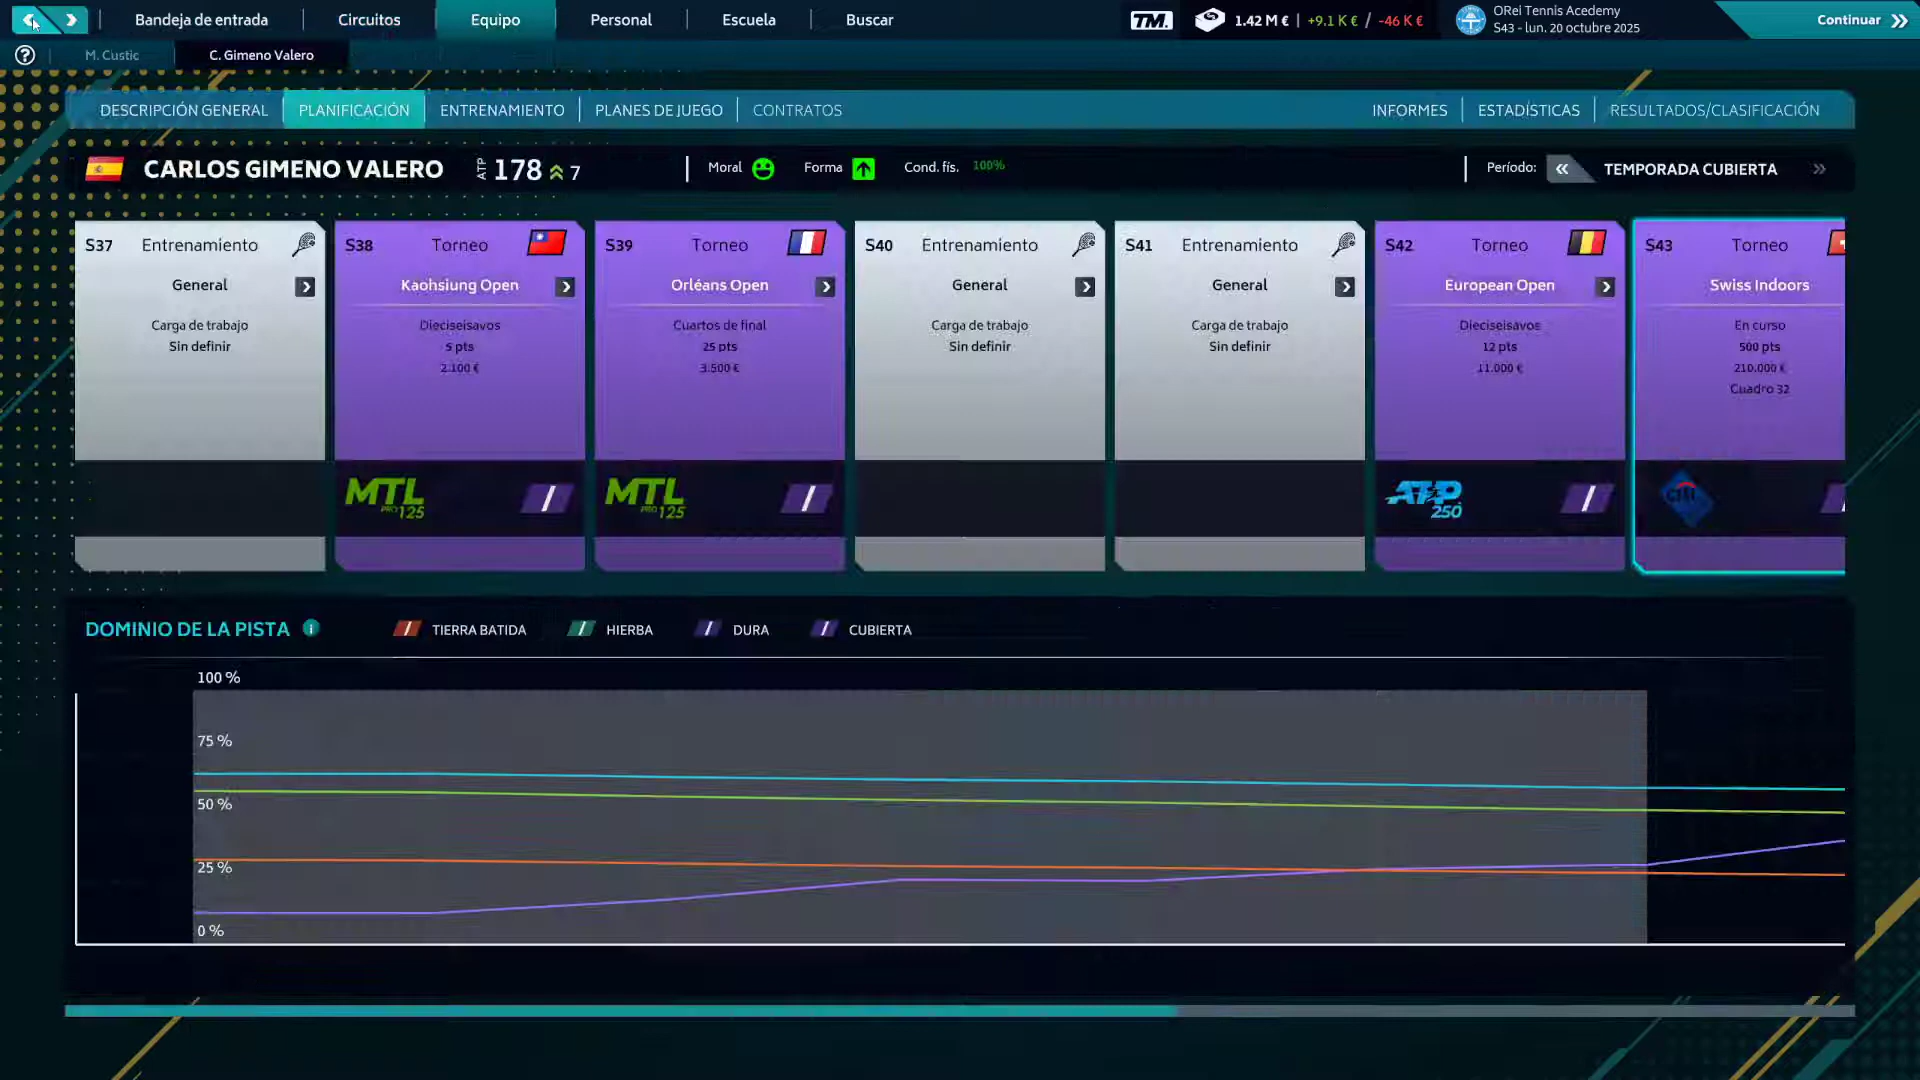 Bandeja de entrada
Circuitos
Equipo
Personal
Escuela
Buscar
TM.
1.42 M € | +9.1 K € / -46 K €
ORel Tennis Acedemy
S43 - lun. 20 octubre 2025
Continuar
M. Custic
C. Gimeno Valero
DESCRIPCIÓN GENERAL
PLANIFICACIÓN
ENTRENAMIENTO
PLANES DE JUEGO
CONTRATOS
INFORMES
ESTADÍSTICAS
RESULTADOS/CLASIFICACIÓN
CARLOS GIMENO VALERO
ATP 178 7
Moral
Forma
Cond. fís. 100%
Período:
TEMPORADA CUBIERTA
S37 Entrenamiento
General
Carga de trabajo
Sin definir
S38 Torneo
Kaohsiung Open
Dieciseisavos
5 pts
2.100 €
MTL
PRO 125
S39 Torneo
Orléans Open
Cuartos de final
25 pts
3.500 €
MTL
PRO 125
S40 Entrenamiento
General
Carga de trabajo
Sin definir
S41 Entrenamiento
General
Carga de trabajo
Sin definir
S42 Torneo
European Open
Dieciseisavos
12 pts
11.000 €
ATP
250
S43 Torneo
Swiss Indoors
En curso
500 pts
210.000 €
Cuadro 32
citi
DOMINIO DE LA PISTA
TIERRA BATIDA
HIERBA
DURA
CUBIERTA
100 %
75 %
50 %
25 %
0 %